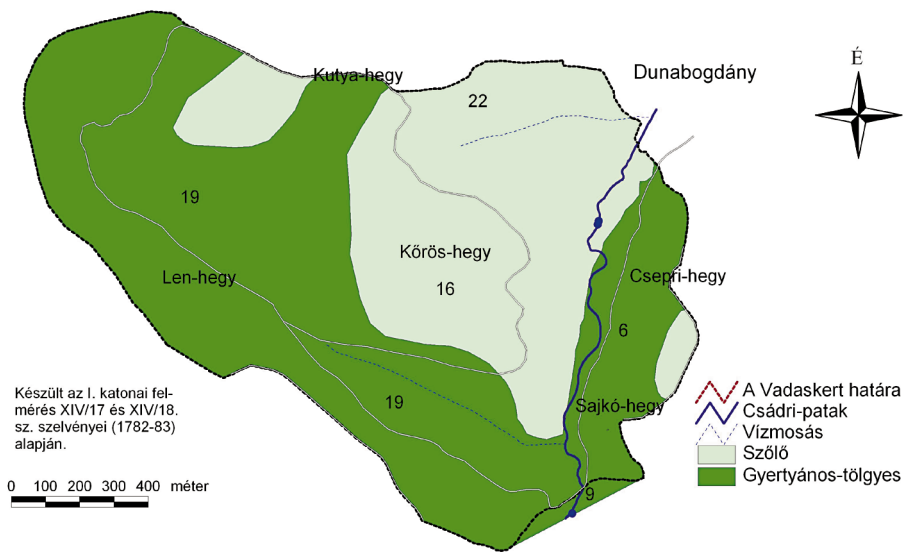 Kutya-hegy
Dunabogdány
É
22
19
Kőrös-hegy
16
Len-hegy
Csepri-hegy
6
19
Sajkó-hegy
9
Készült az I. katonai fel-
mérés XIV/17 és XIV/18.
sz. szelvényei (1782-83)
alapján.
0 100 200 300 400 méter
A Vadaskert határa
Csádri-patak
Vízmosás
Szőlő
Gyertyános-tölgyes